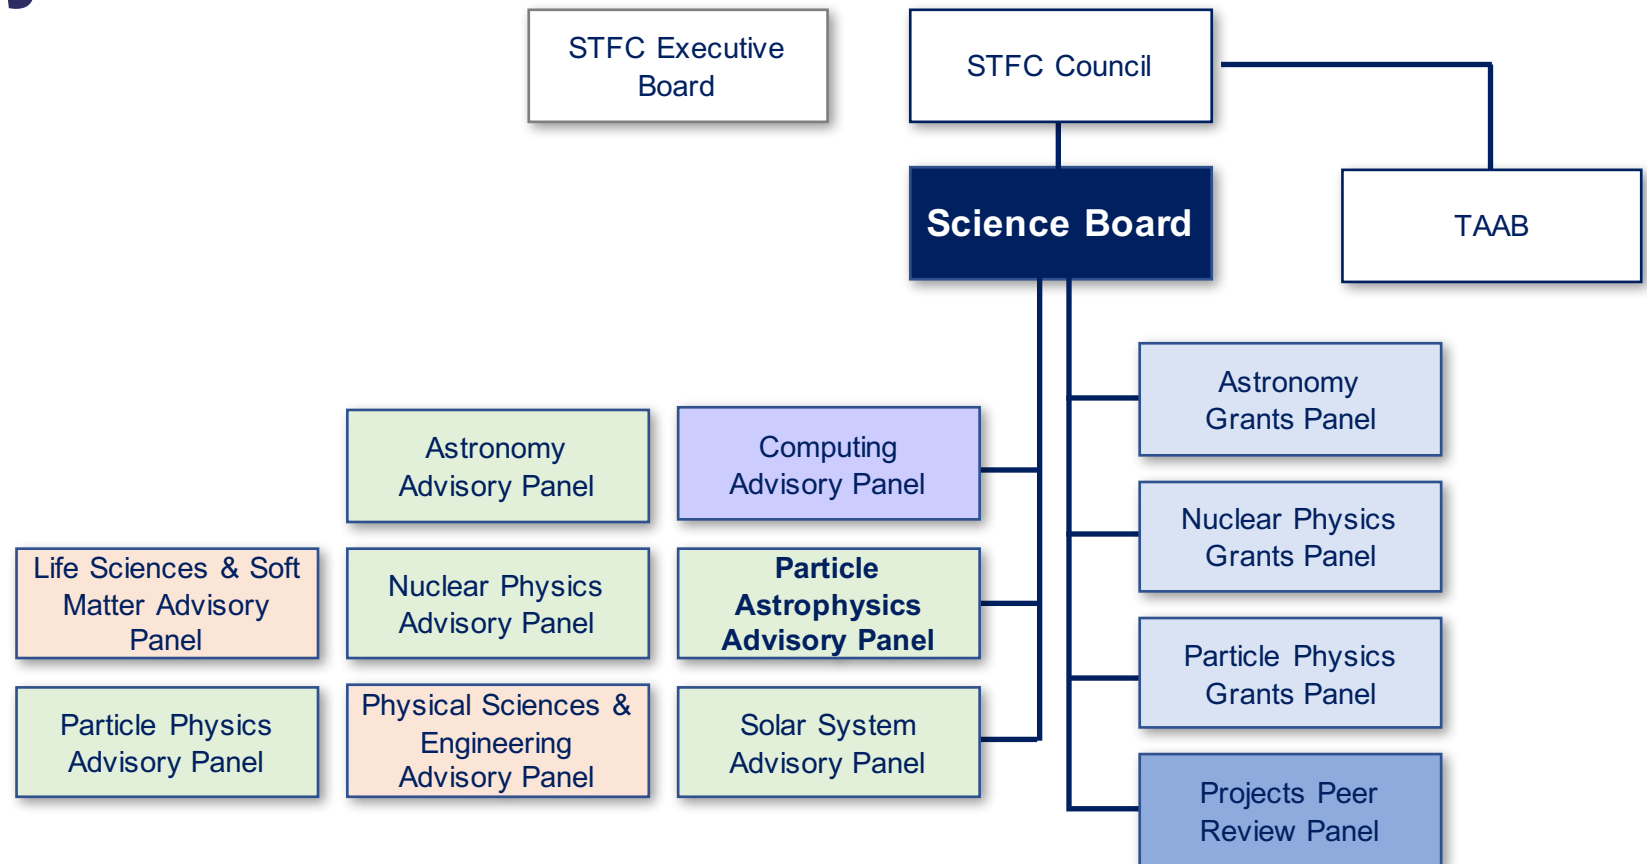 STFC Executive
Board
STFC Council
Science Board
TAAB
Astronomy
Grants Panel
Astronomy
Advisory Panel
Computing
Advisory Panel
Nuclear Physics
Grants Panel
Life Sciences & Soft
Matter Advisory
Panel
Nuclear Physics
Advisory Panel
Particle
Astrophysics
Advisory Panel
Particle Physics
Grants Panel
Particle Physics
Advisory Panel
Physical Sciences &
Engineering
Advisory Panel
Solar System
Advisory Panel
Projects Peer
Review Panel